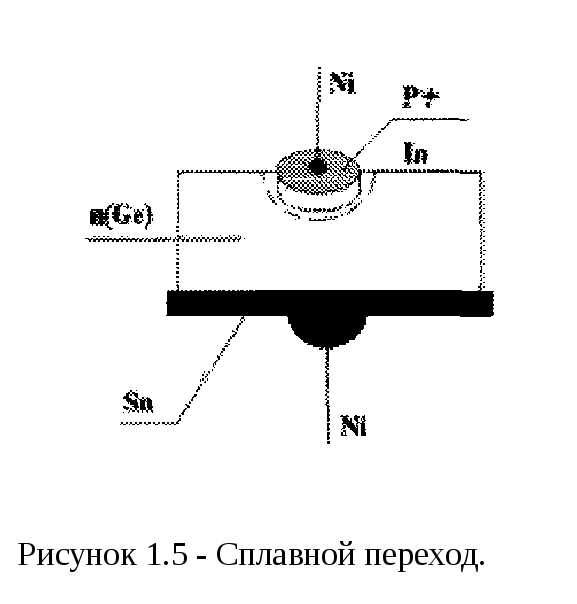 Ni
P+
In
n(Ge)
Sn
Ni
Рисунок 1.5 - Сплавной переход.